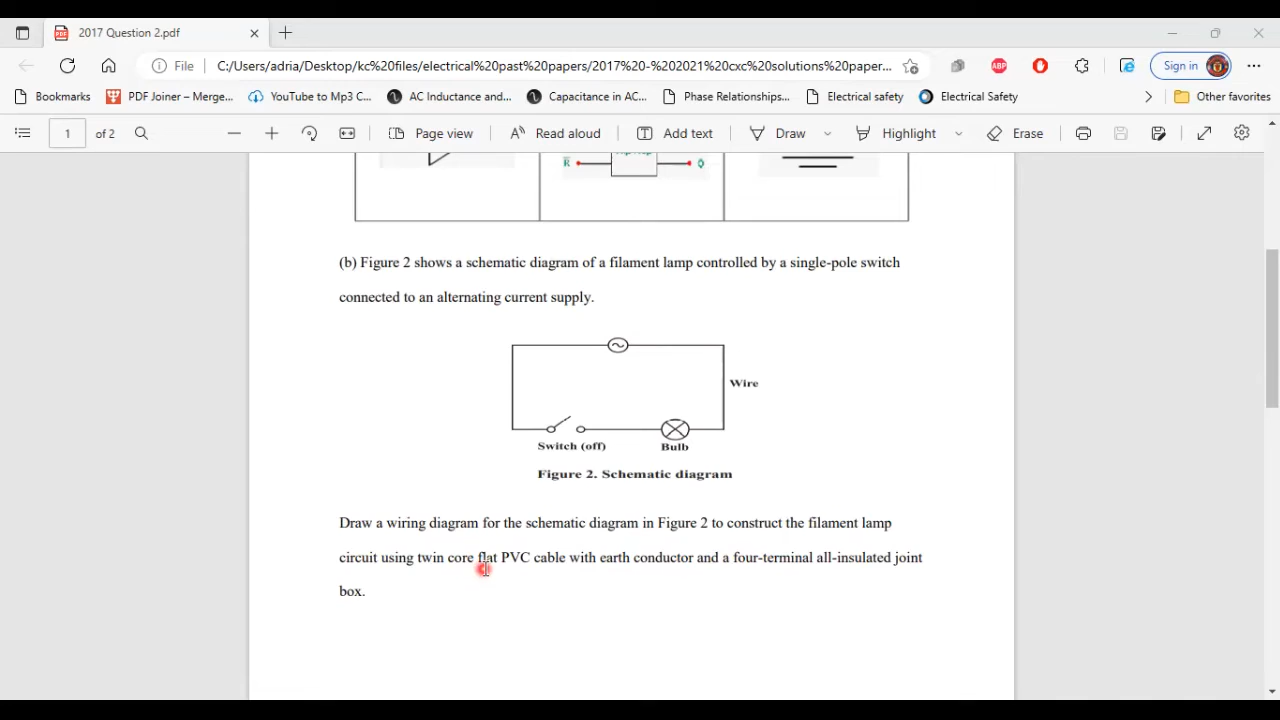 2017 Question 2.pdf
File
C:/Users/adria/Desktop/kc%20files/electrical%20past%20papers/2017%20-%202021%20cxc%20solutions%20paper...
ABP
Sign in
Bookmarks
PDF Joiner – Merge...
YouTube to Mp3 C...
AC Inductance and...
Capacitance in AC...
Phase Relationships...
Electrical safety
Electrical Safety
Other favorites
1 of 2
Page view
Read aloud
Add text
Draw
Highlight
Erase
R
Q
(b) Figure 2 shows a schematic diagram of a filament lamp controlled by a single-pole switch
connected to an alternating current supply.
Wire
Switch (off)
Bulb
Figure 2. Schematic diagram
Draw a wiring diagram for the schematic diagram in Figure 2 to construct the filament lamp
circuit using twin core flat PVC cable with earth conductor and a four-terminal all-insulated joint
box.